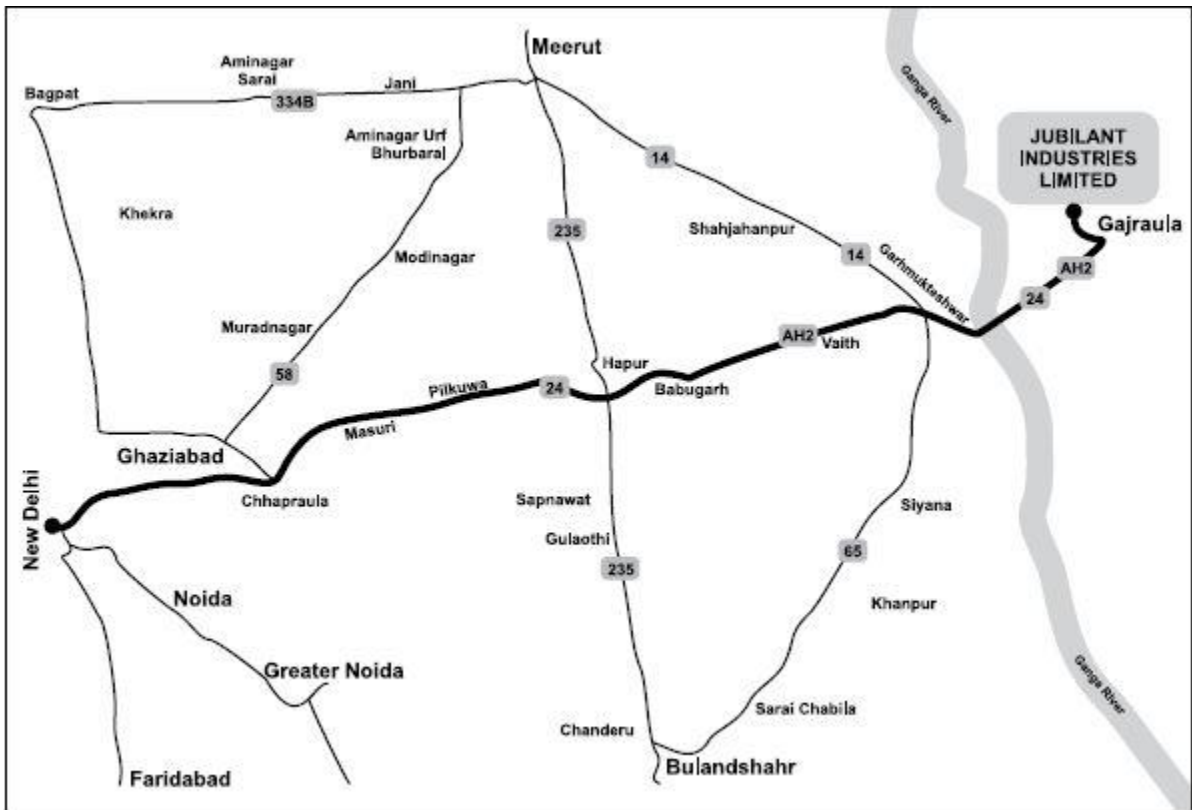 Meerut
Aminagar
Sarai
Jani
Bagpat
334B
Ganga River
JUBILANT
INDUSTRIES
LIMITED
Aminagar Urf
Bhurbaral
14
Khekra
235
Shahjahanpur
Gajraula
Modinagar
14
Garhmukteshwar
AH2
24
Muradnagar
AH2
Vaith
58
Hapur
Pilkuwa
24
Babugarh
Masuri
Ghaziabad
Chhapraula
New Delhi
Sapnawat
Siyana
Gulaothi
65
235
Noida
Khanpur
Greater Noida
Ganga River
Sarai Chabila
Chanderu
Bulandshahr
Faridabad